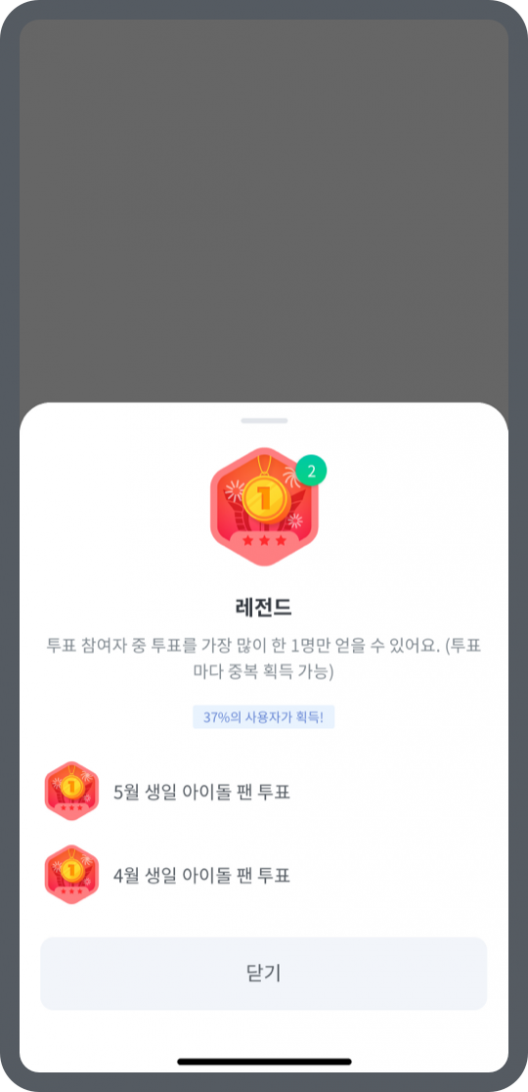 2
1
레전드
투표 참여자 중 투표를 가장 많이 한 1명만 얻을 수 있어요. (투표
마다 중복 획득 가능)
37%의 사용자가 획득!
1
5월 생일 아이돌 팬 투표
1
4월 생일 아이돌 팬 투표
닫기